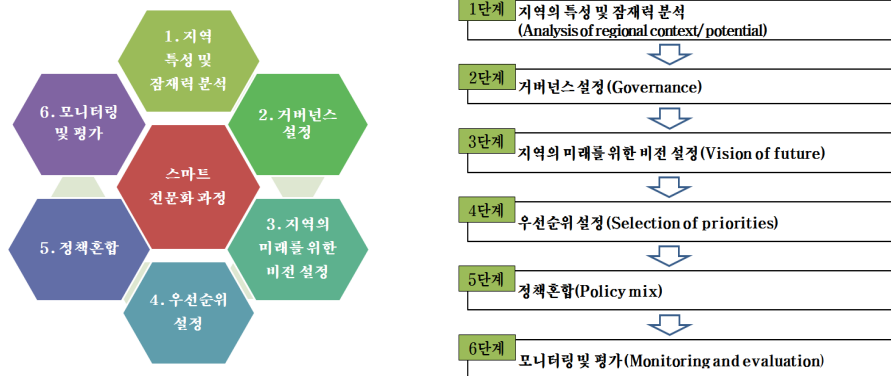 1. 지역
특성 및
잠재력 분석
2. 거버넌스
설정
3. 지역의
미래를 위한
비전 설정
4. 우선순위
설정
5. 정책혼합
6. 모니터링
및 평가
스마트
전문화 과정
1단계
지역의 특성 및 잠재력 분석
(Analysis of regional context/ potential)
2단계
거버넌스 설정 (Governance)
3단계
지역의 미래를 위한 비전 설정 (Vision of future)
4단계
우선순위 설정 (Selection of priorities)
5단계
정책혼합 (Policy mix)
6단계
모니터링 및 평가 (Monitoring and evaluation)